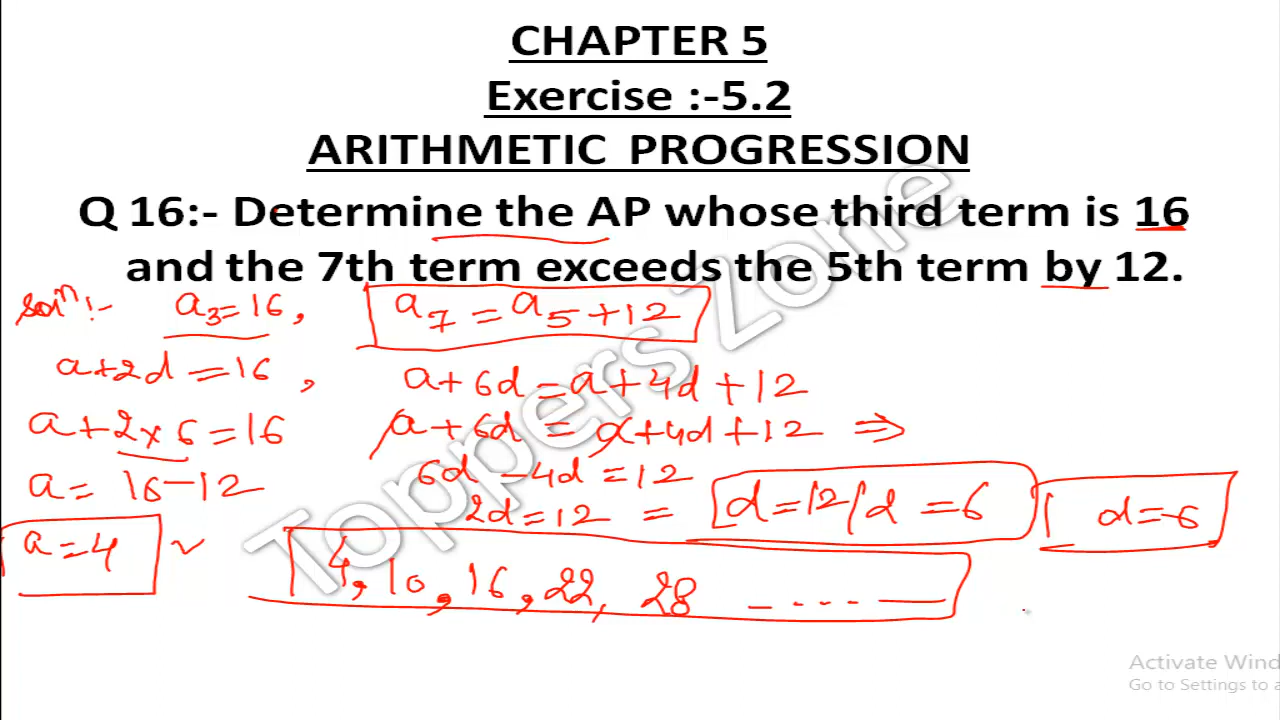 CHAPTER 5
Exercise :-5.2
ARITHMETIC PROGRESSION
Q 16:- Determine the AP whose third term is 16
and the 7th term exceeds the 5th term by 12.
Solⁿ:- a₃=16, a₇=a₅+12
a+2d=16, a+6d=a+4d+12
a+2×6=16 a+6d=a+4d+12 ⇒
a=16-12 6d-4d=12
2d=12 = d=12/2=6 d=6
a=4
4, 10, 16, 22, 28 -....—
Toppers Zone
Activate Wind
Go to Settings to a